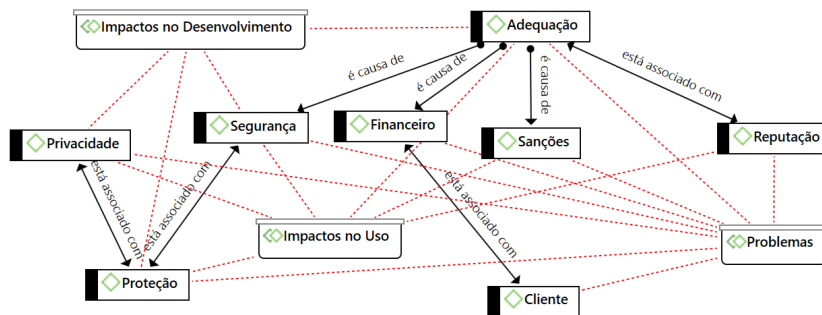 Impactos no Desenvolvimento
Adequação
é causa de
é causa de
é causa de
está associado com
Privacidade
Segurança
Financeiro
Sanções
Reputação
está associado com
está associado com
está associado com
Impactos no Uso
Problemas
Proteção
Cliente